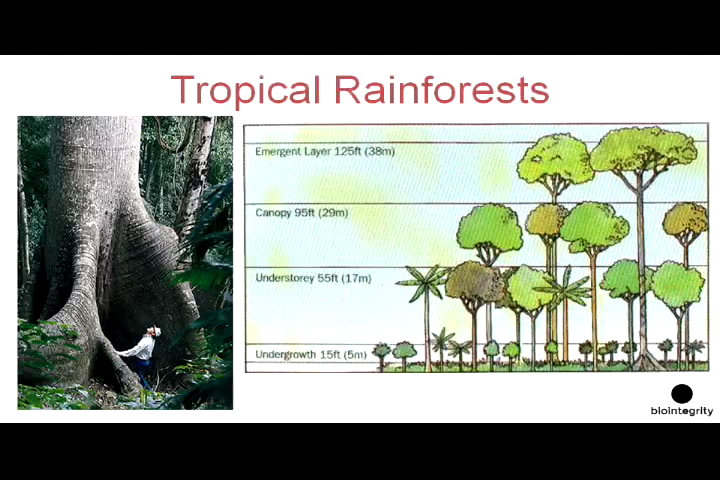 Tropical Rainforests
Emergent Layer 125ft (38m)
Canopy 95ft (29m)
Understorey 55ft (17m)
Undergrowth 15ft (5m)
biointegrity